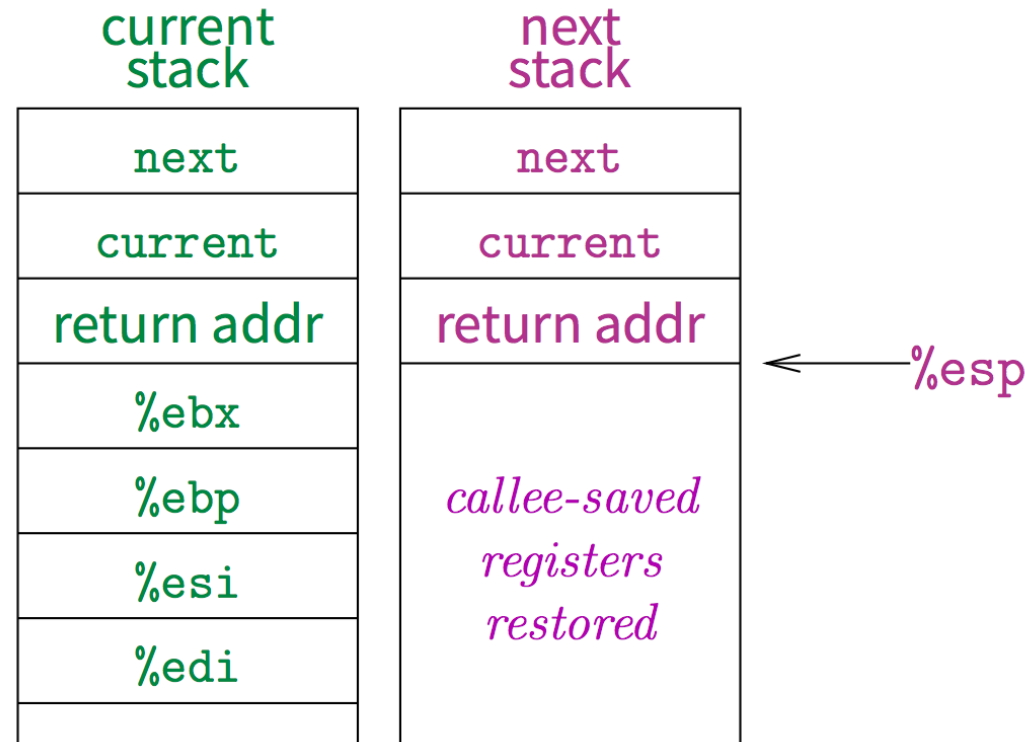 current
stack
next
current
return addr
%ebx
%ebp
%esi
%edi
next
stack
next
current
return addr
callee-saved
registers
restored
%esp